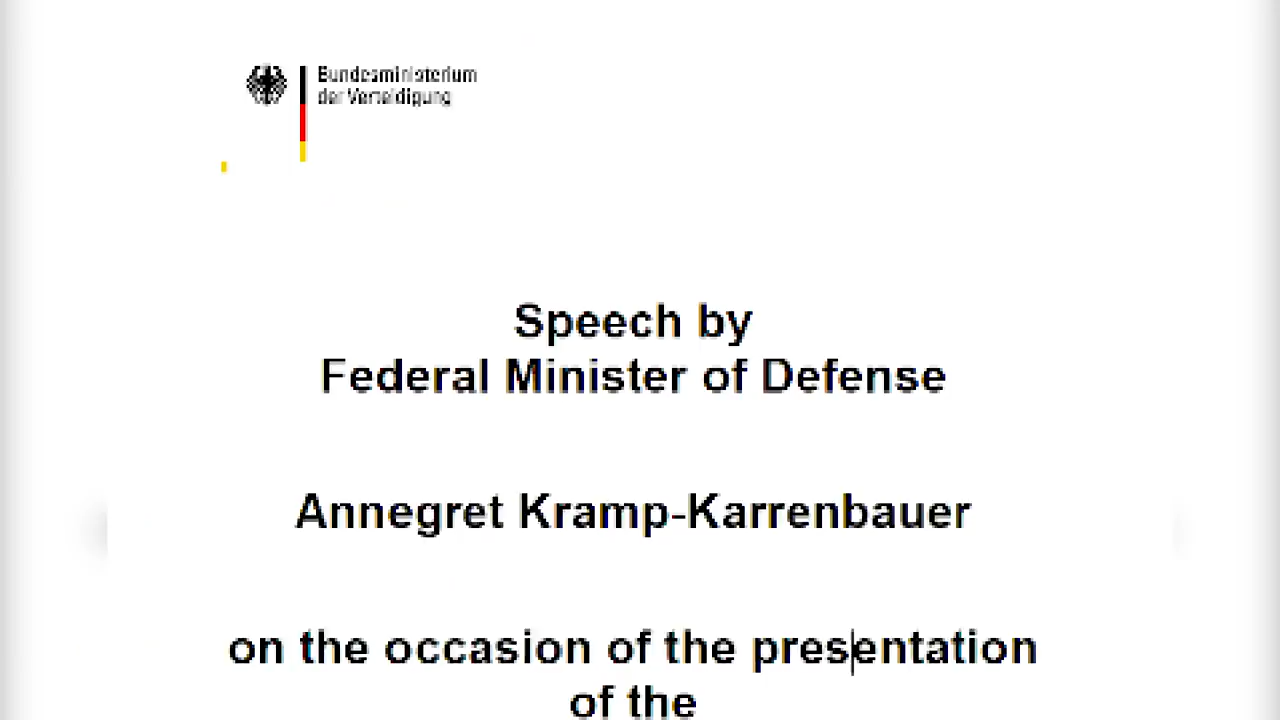 Bundesministerium
der Verteidigung
Speech by
Federal Minister of Defense
Annegret Kramp-Karrenbauer
on the occasion of the presentation
of the